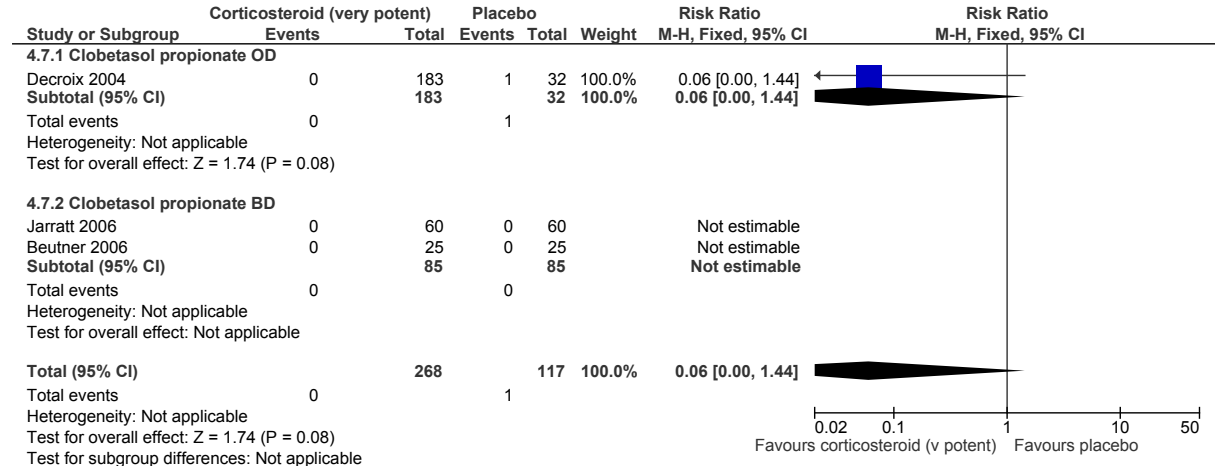 Corticosteroid (very potent) Placebo Risk Ratio Risk Ratio
Study or Subgroup Events Total Events Total Weight M-H, Fixed, 95% CI M-H, Fixed, 95% CI
4.7.1 Clobetasol propionate OD
Decroix 2004 0 183 1 32 100.0% 0.06 [0.00, 1.44]
Subtotal (95% CI) 183 32 100.0% 0.06 [0.00, 1.44]
Total events 0 1
Heterogeneity: Not applicable
Test for overall effect: Z = 1.74 (P = 0.08)
4.7.2 Clobetasol propionate BD
Jarratt 2006 0 60 0 60 Not estimable
Beutner 2006 0 25 0 25 Not estimable
Subtotal (95% CI) 85 85 Not estimable
Total events 0 0
Heterogeneity: Not applicable
Test for overall effect: Not applicable
Total (95% CI) 268 117 100.0% 0.06 [0.00, 1.44]
Total events 0 1
Heterogeneity: Not applicable
Test for overall effect: Z = 1.74 (P = 0.08)
Test for subgroup differences: Not applicable
0.02 0.1 1 10 50
Favours corticosteroid (v potent) Favours placebo